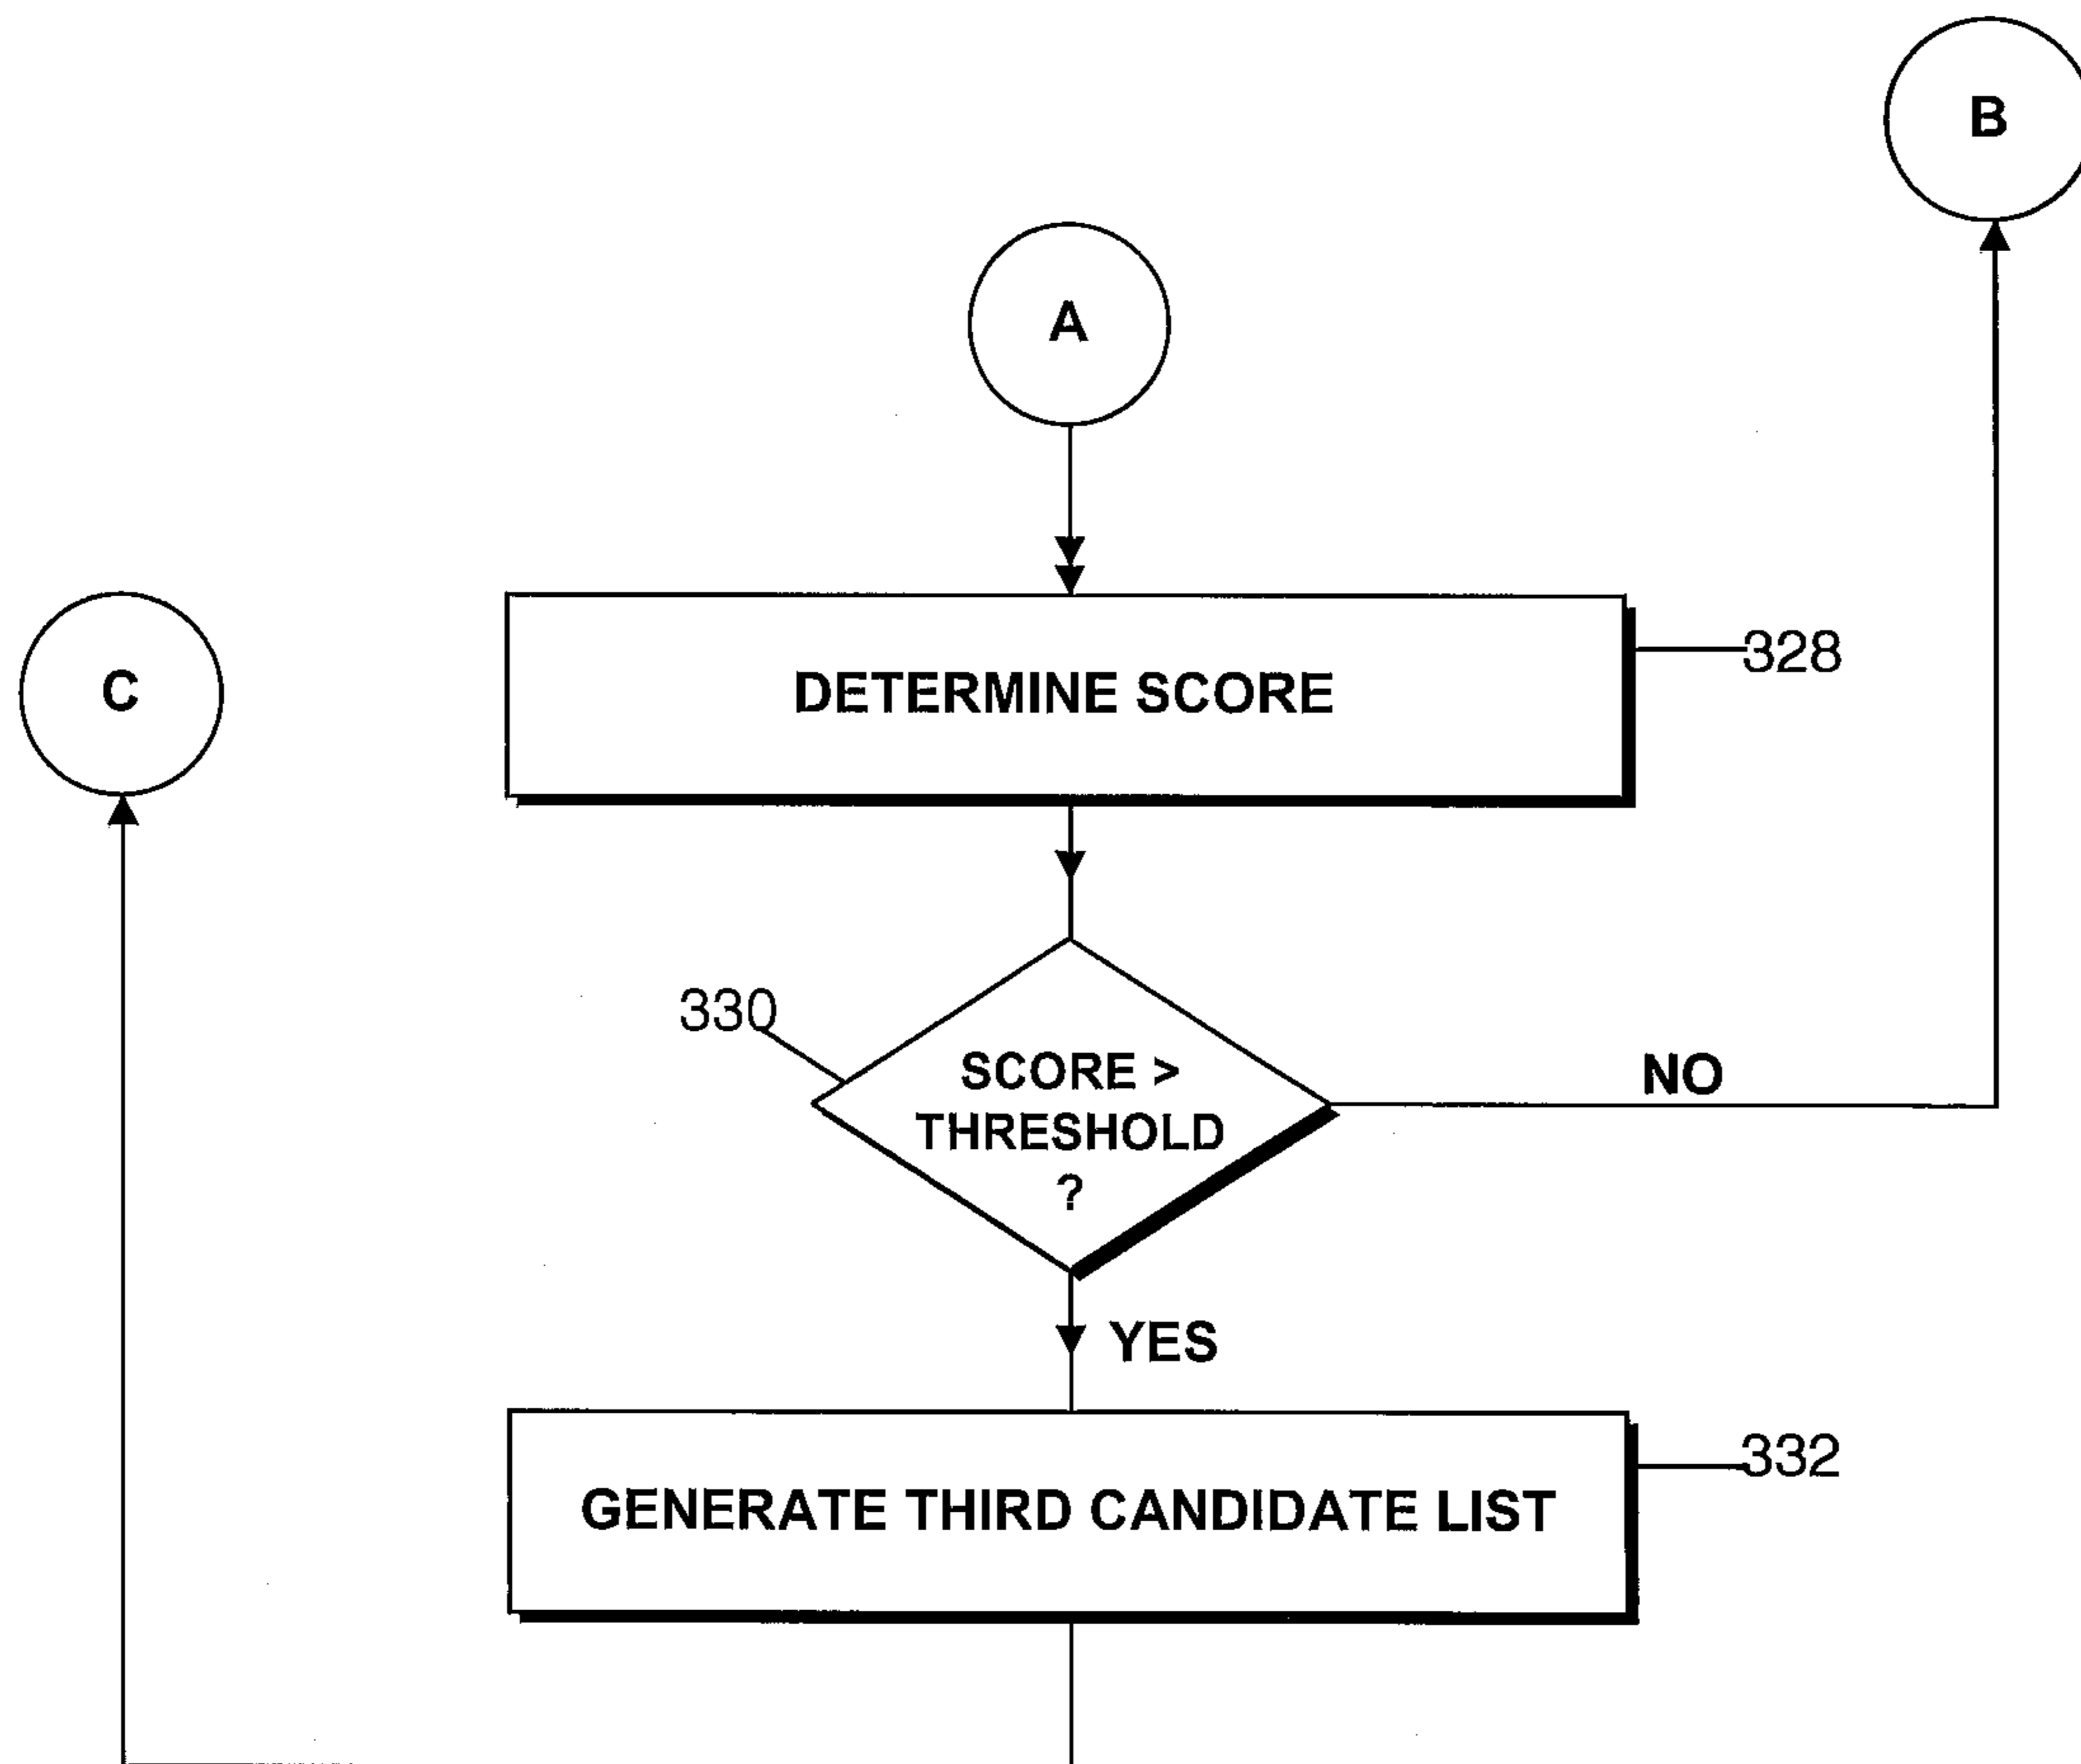 B
A
C
DETERMINE SCORE
328
330
SCORE >
THRESHOLD
?
NO
YES
GENERATE THIRD CANDIDATE LIST
332